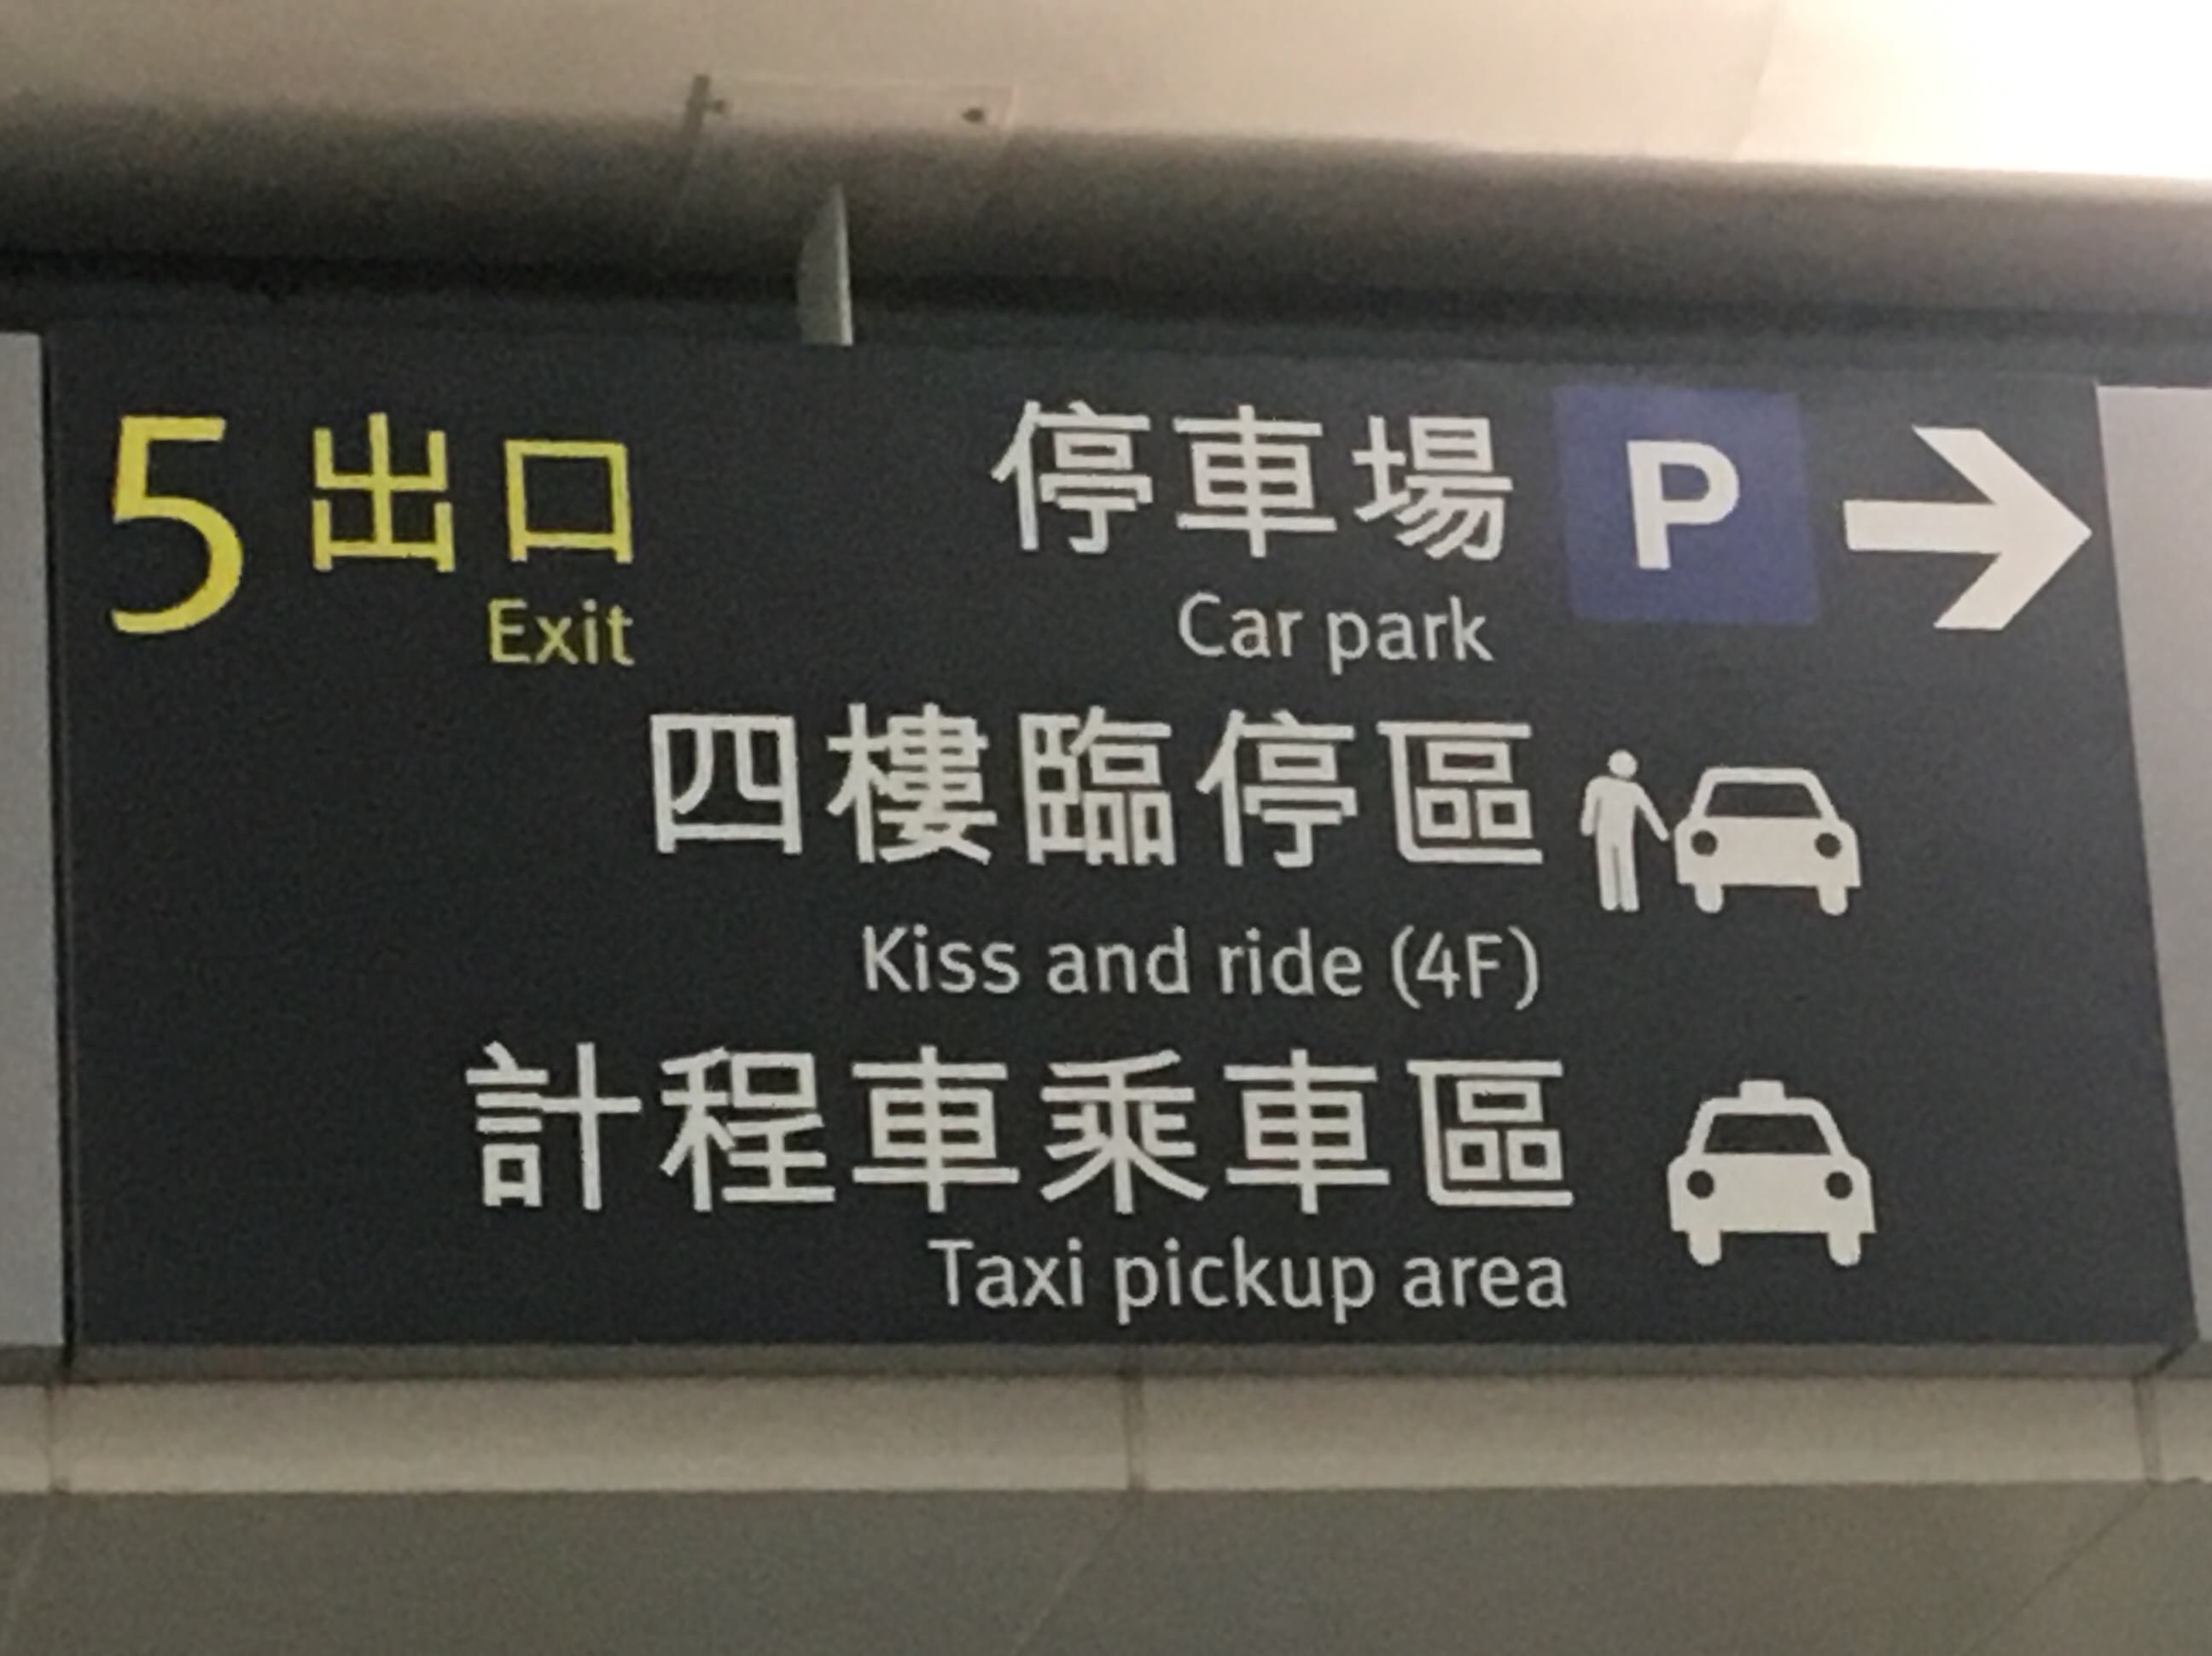 5 出口 停車場 P
Exit Car park
四樓臨停區
Kiss and ride (4F)
計程車乘車區
Taxi pickup area